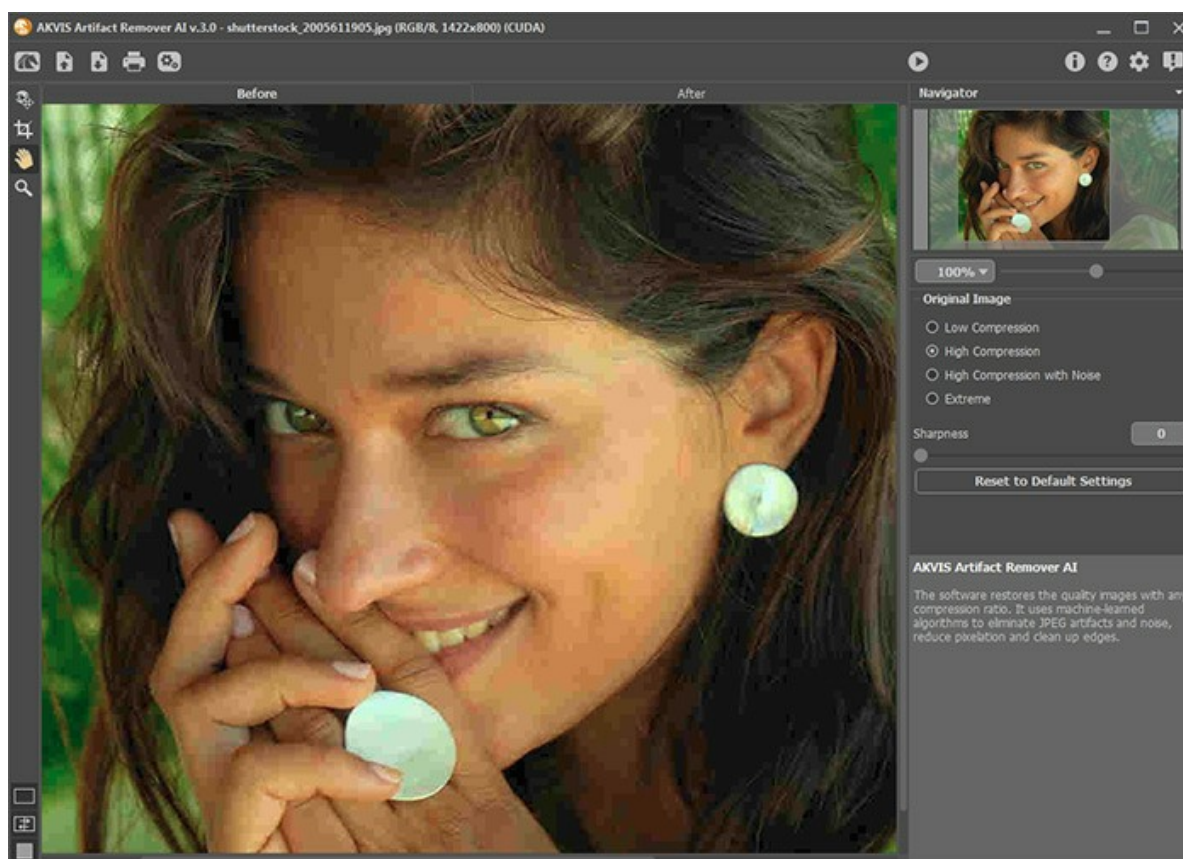 AKVIS Artifact Remover AI v.3.0 - shutterstock_2005611905.jpg (RGB/8, 1422x800) (CUDA)
Before
After
Navigator
100%
Original Image
Low Compression
High Compression
High Compression with Noise
Extreme
Sharpness
0
Reset to Default Settings
AKVIS Artifact Remover AI
The software restores the quality images with any
compression ratio. It uses machine-learned
algorithms to eliminate JPEG artifacts and noise,
reduce pixelation and clean up edges.